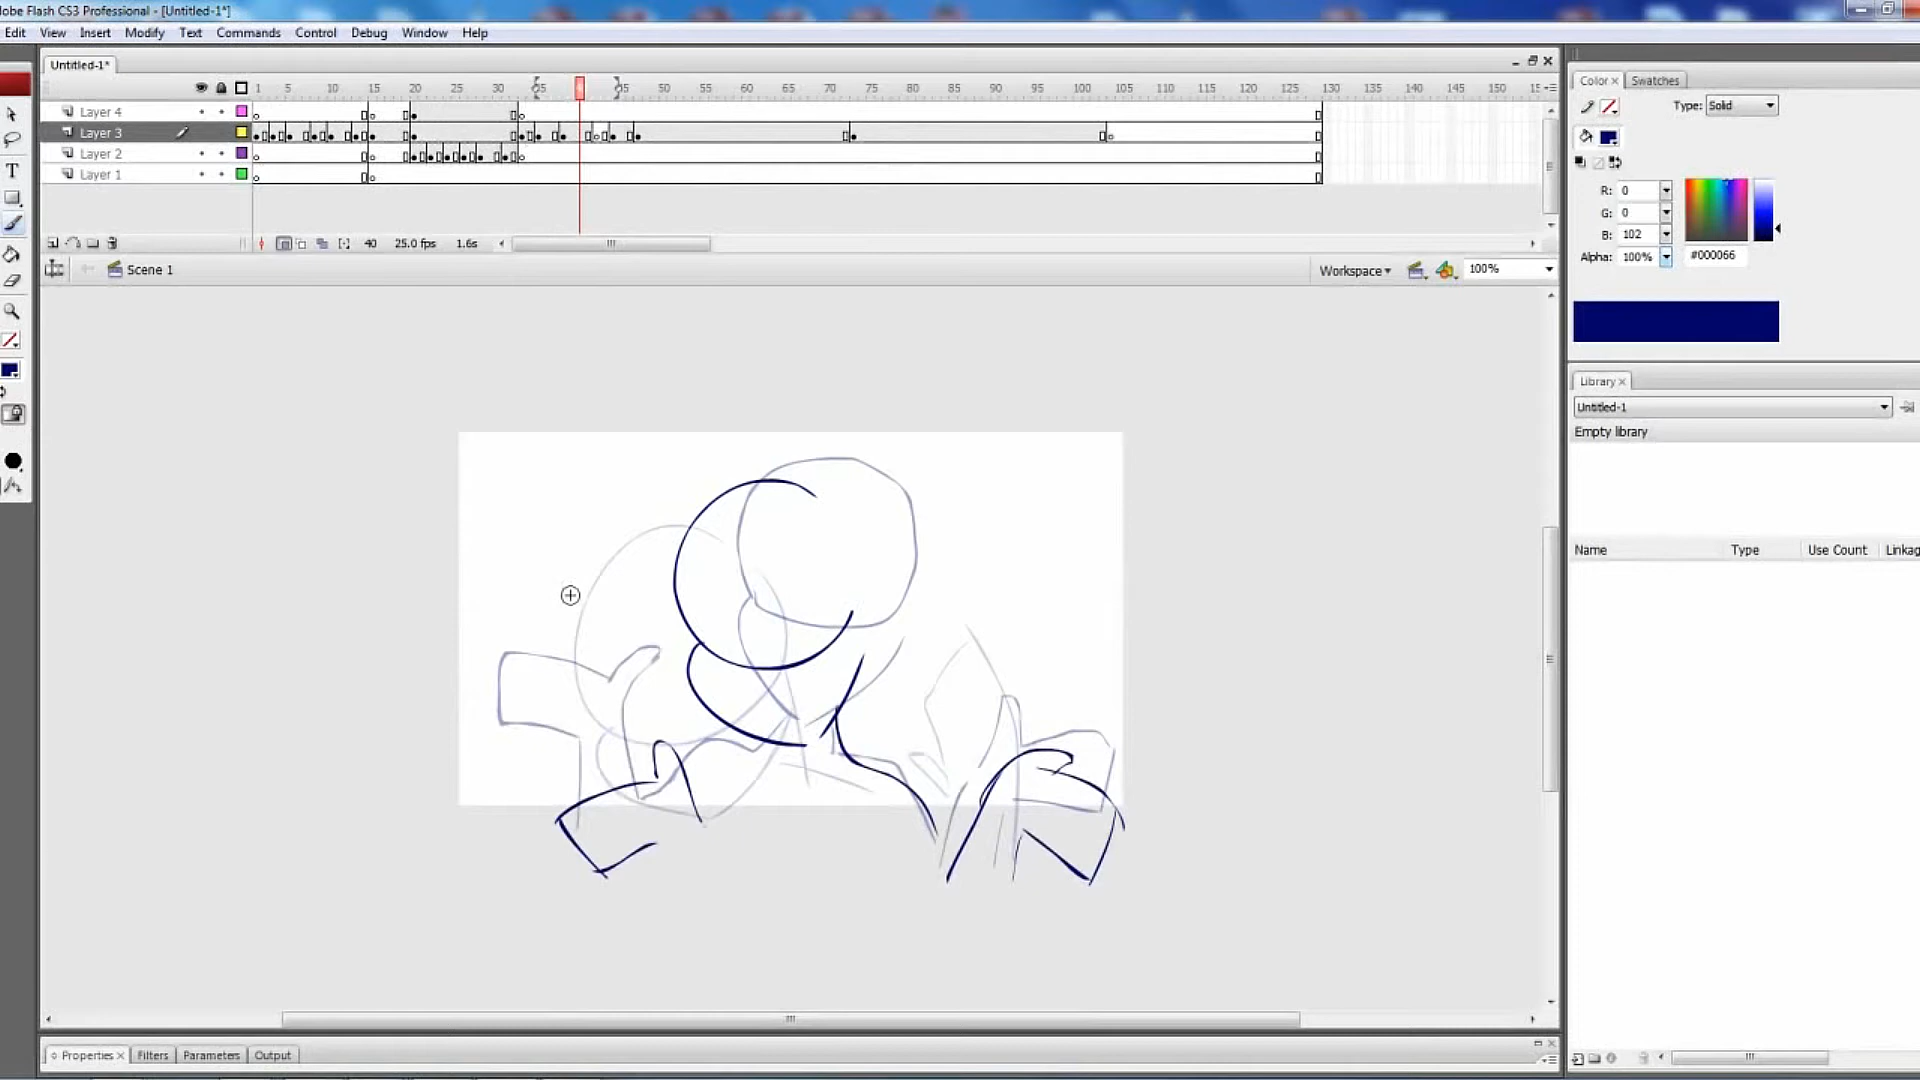 dobe Flash CS3 Professional - [Untitled-1*]
Edit View Insert Modify Text Commands Control Debug Window Help
Untitled-1*
1 5 10 15 20 25 30 35 45 50 55 60 65 70 75 80 85 90 95 100 105 110 115 120 125 130 135 140 145 150 15
Layer 4
Layer 3
Layer 2
Layer 1
40 25.0 fps 1.6s
Scene 1
Workspace 100%
Color Swatches
Type: Solid
R: 0
G: 0
B: 102
Alpha: 100% #000066
Library
Untitled-1
Empty library
Name Type Use Count Linkag
Properties Filters Parameters Output